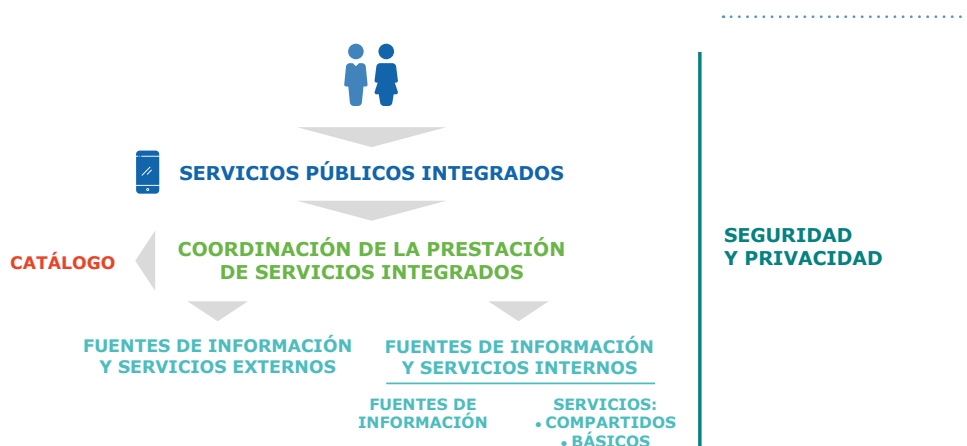 SERVICIOS PÚBLICOS INTEGRADOS
COORDINACIÓN DE LA PRESTACIÓN
DE SERVICIOS INTEGRADOS
CATÁLOGO
SEGURIDAD
Y PRIVACIDAD
FUENTES DE INFORMACIÓN
Y SERVICIOS EXTERNOS
FUENTES DE INFORMACIÓN
Y SERVICIOS INTERNOS
FUENTES DE
INFORMACIÓN
SERVICIOS:
• COMPARTIDOS
• BÁSICOS